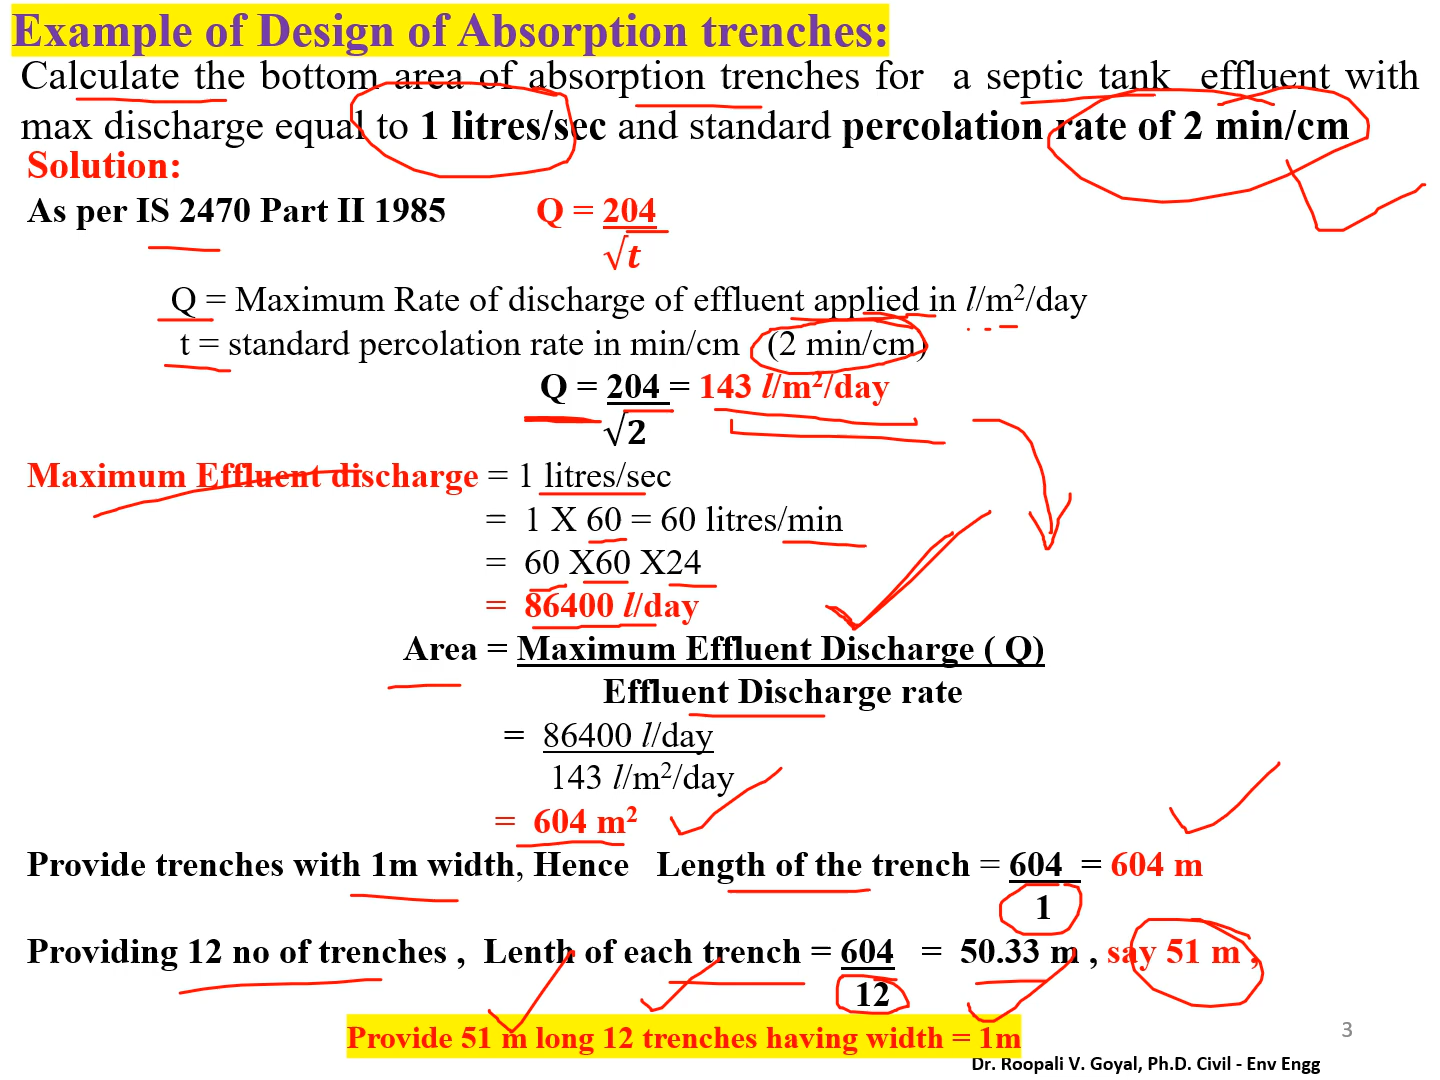 Example of Design of Absorption trenches:
Calculate the bottom area of absorption trenches for a septic tank effluent with
max discharge equal to 1 litres/sec and standard percolation rate of 2 min/cm
Solution:
As per IS 2470 Part II 1985 Q = 204
√t
Q = Maximum Rate of discharge of effluent applied in l/m²/day
t = standard percolation rate in min/cm (2 min/cm)
Q = 204 = 143 l/m²/day
√2
Maximum Effluent discharge = 1 litres/sec
= 1 X 60 = 60 litres/min
= 60 X60 X24
= 86400 l/day
Area = Maximum Effluent Discharge ( Q)
Effluent Discharge rate
= 86400 l/day
143 l/m²/day
= 604 m²
Provide trenches with 1m width, Hence Length of the trench = 604 = 604 m
1
Providing 12 no of trenches , Lenth of each trench = 604 = 50.33 m , say 51 m ,
12
Provide 51 m long 12 trenches having width = 1m
3
Dr. Roopali V. Goyal, Ph.D. Civil - Env Engg